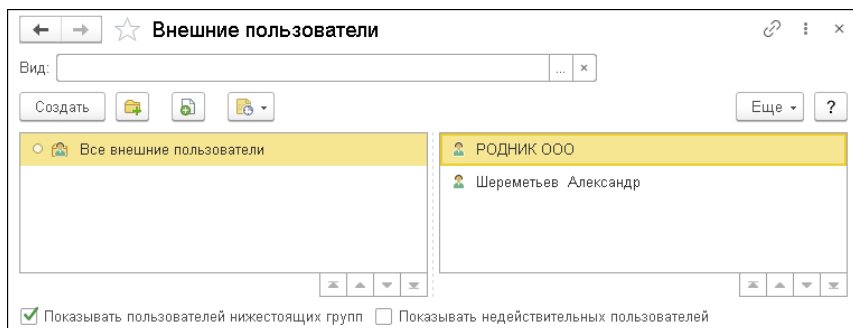 Внешние пользователи
Вид:
Создать Еще ?
Все внешние пользователи
РОДНИК ООО
Шереметьев Александр
Показывать пользователей нижестоящих групп Показывать недействительных пользователей